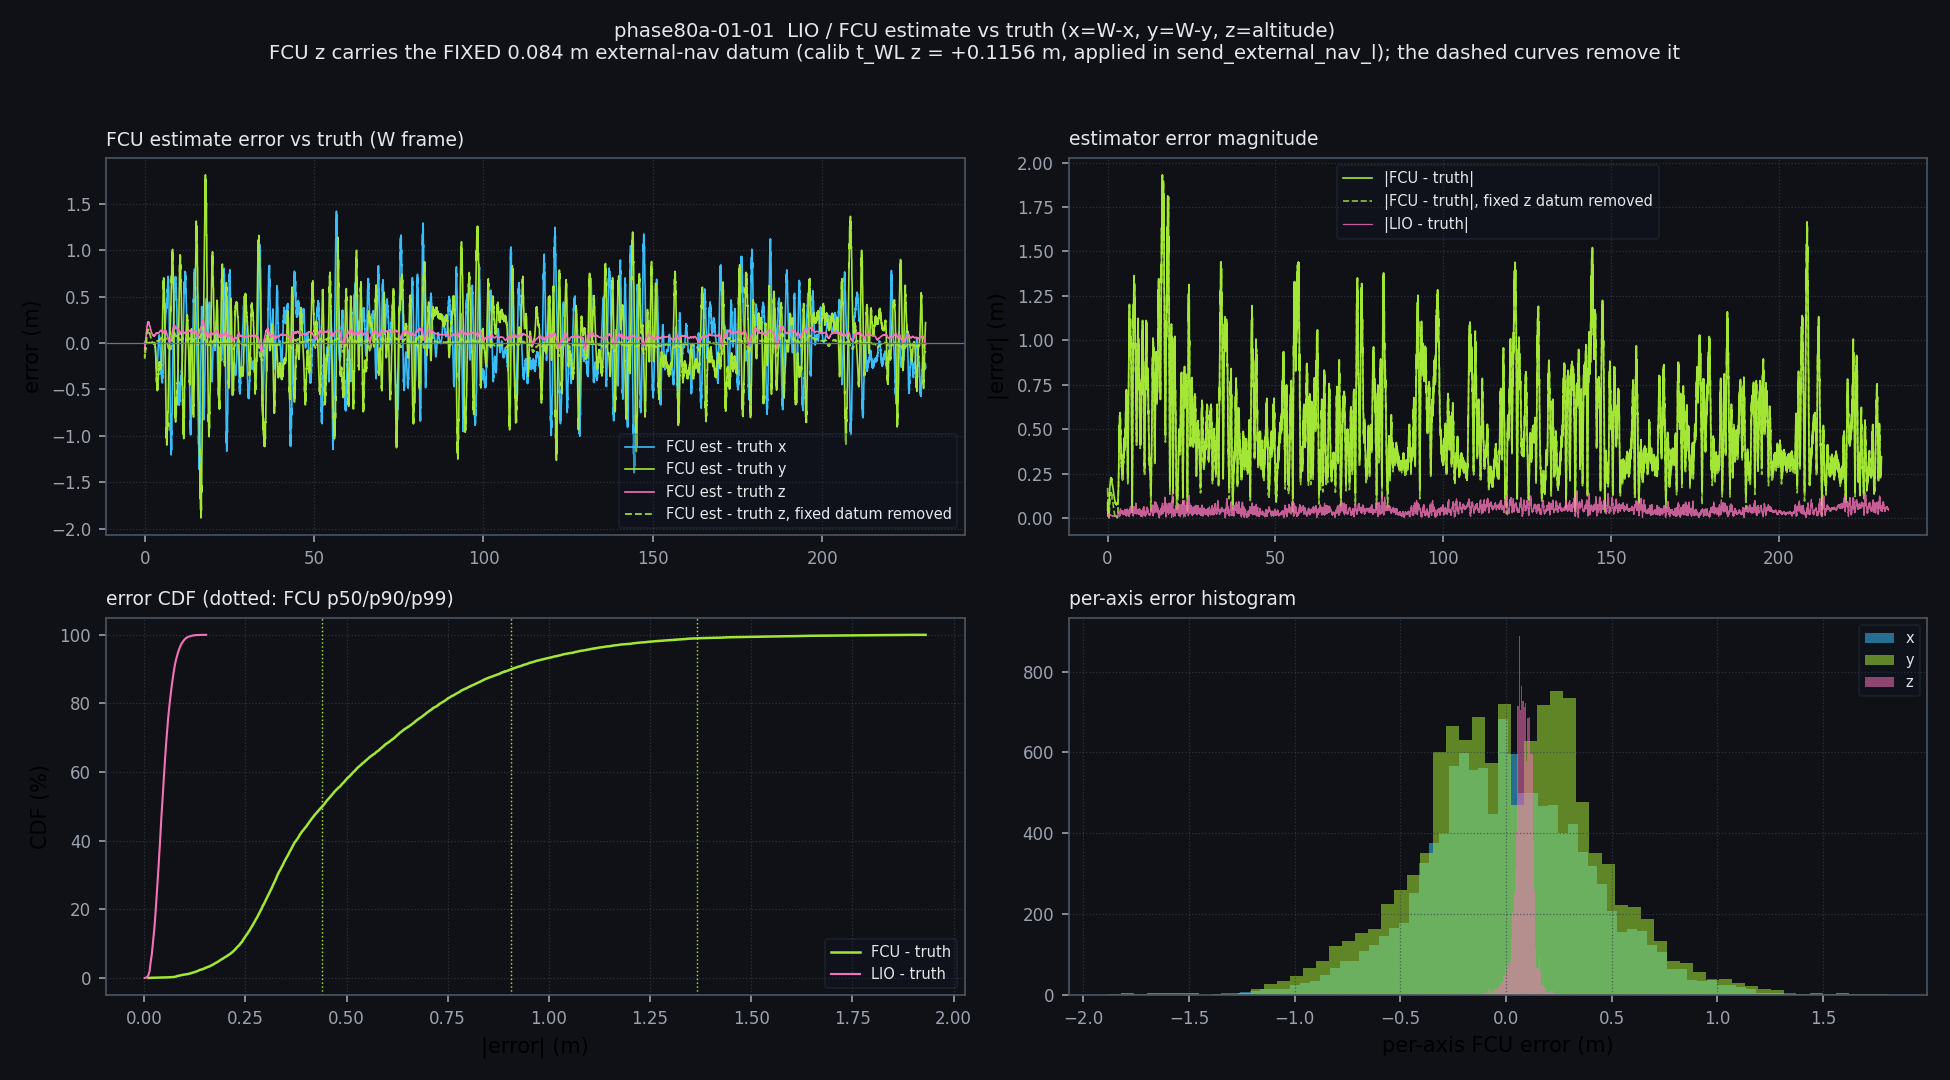 phase80a-01-01  LIO / FCU estimate vs truth (x=W-x, y=W-y, z=altitude)
FCU z carries the FIXED 0.084 m external-nav datum (calib t_WL z = +0.1156 m, applied in send_external_nav_l); the dashed curves remove it
FCU estimate error vs truth (W frame)
error (m)
1.5
1.0
0.5
0.0
−0.5
−1.0
−1.5
−2.0
FCU est - truth x
FCU est - truth y
FCU est - truth z
FCU est - truth z, fixed datum removed
0 50 100 150 200
estimator error magnitude
|error| (m)
2.00
1.75
1.50
1.25
1.00
0.75
0.50
0.25
0.00
|FCU - truth|
|FCU - truth|, fixed z datum removed
|LIO - truth|
0 50 100 150 200
error CDF (dotted: FCU p50/p90/p99)
CDF (%)
100
80
60
40
20
0
FCU - truth
LIO - truth
0.00 0.25 0.50 0.75 1.00 1.25 1.50 1.75 2.00
|error| (m)
per-axis error histogram
800
600
400
200
0
x
y
z
−2.0 −1.5 −1.0 −0.5 0.0 0.5 1.0 1.5
per-axis FCU error (m)